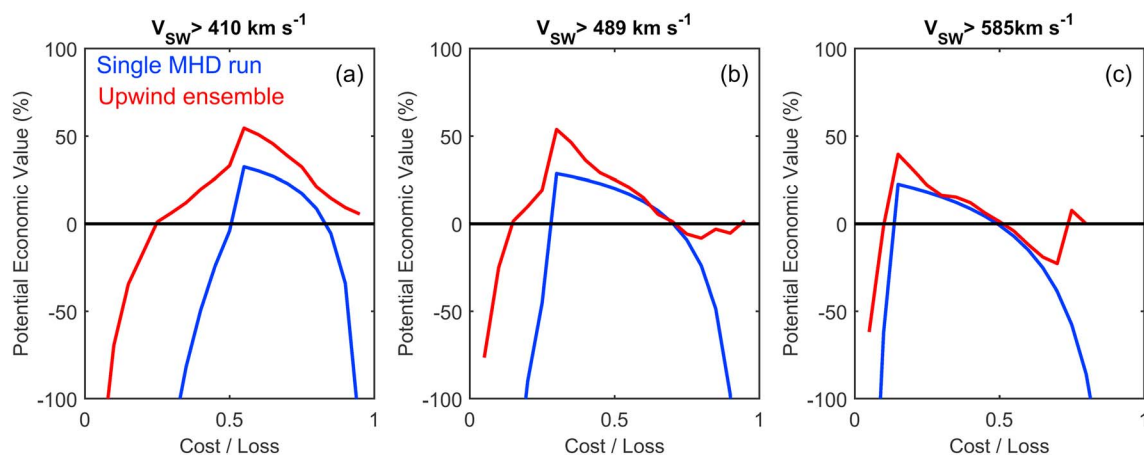 V_SW> 410 km s^-1
Single MHD run
Upwind ensemble
(a)
Potential Economic Value (%)
100
50
0
-50
-100
0 0.5 1
Cost / Loss
V_SW> 489 km s^-1
(b)
Potential Economic Value (%)
100
50
0
-50
-100
0 0.5 1
Cost / Loss
V_SW> 585km s^-1
(c)
Potential Economic Value (%)
100
50
0
-50
-100
0 0.5 1
Cost / Loss